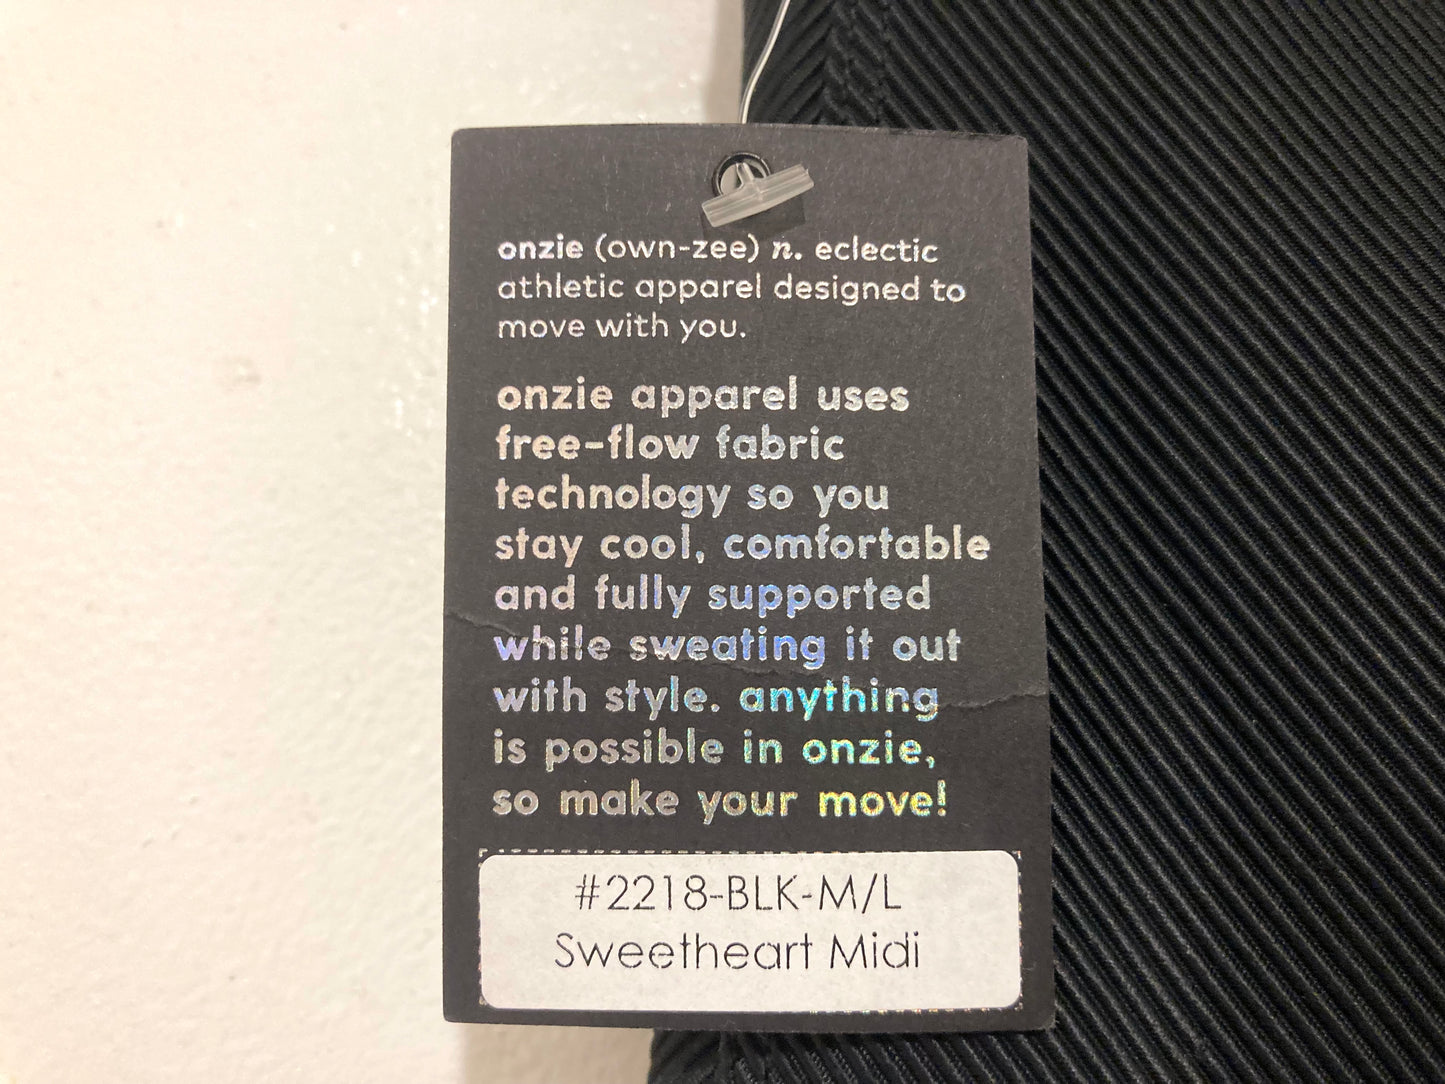 onzie (own-zee) n. eclectic
athletic apparel designed to
move with you.
onzie apparel uses
free-flow fabric
technology so you
stay cool, comfortable
and fully supported
while sweating it out
with style. anything
is possible in onzie,
so make your move!
#2218-BLK-M/L
Sweetheart Midi